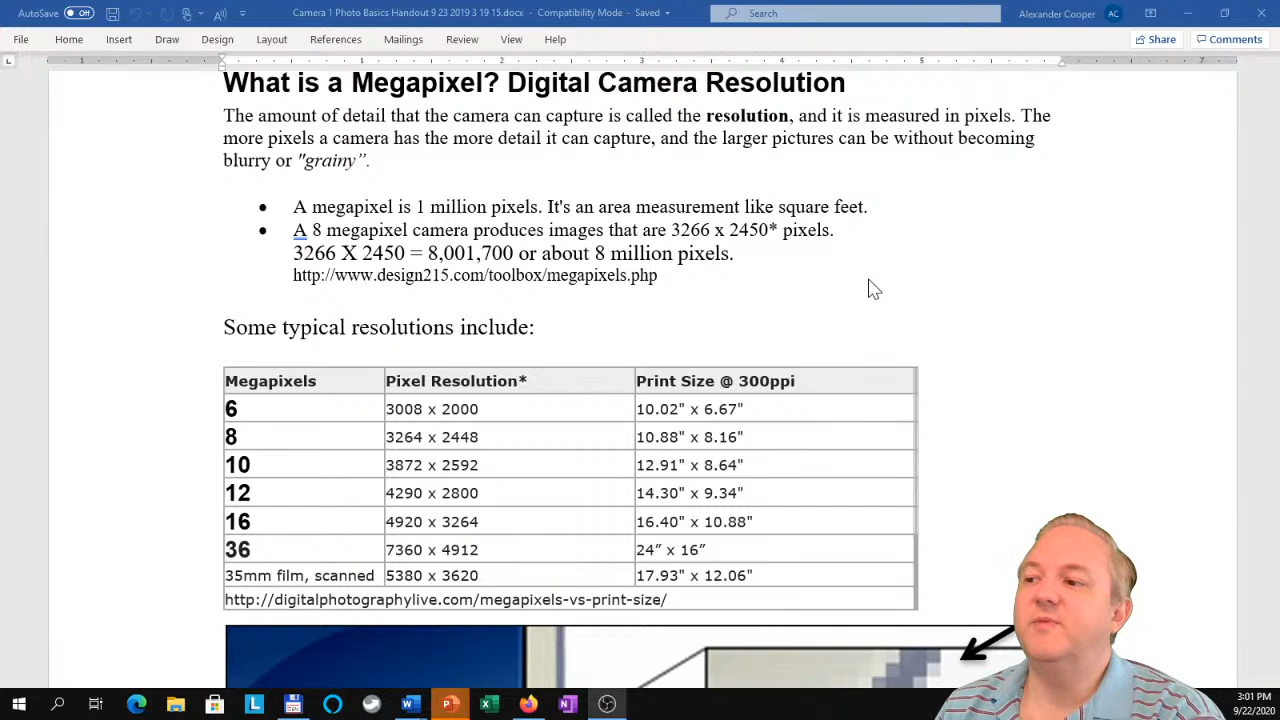 AutoSave Off Camera 1 Photo Basics Handout 9 23 2019 3 19 15.docx - Compatibility Mode - Saved Search Alexander Cooper AC
File Home Insert Draw Design Layout References Mailings Review View Help Share Comments
1 1 2 3 4 5 7
What is a Megapixel? Digital Camera Resolution
The amount of detail that the camera can capture is called the resolution, and it is measured in pixels. The
more pixels a camera has the more detail it can capture, and the larger pictures can be without becoming
blurry or "grainy”.
• A megapixel is 1 million pixels. It's an area measurement like square feet.
• A 8 megapixel camera produces images that are 3266 x 2450* pixels.
3266 X 2450 = 8,001,700 or about 8 million pixels.
http://www.design215.com/toolbox/megapixels.php
Some typical resolutions include:
Megapixels Pixel Resolution* Print Size @ 300ppi
6 3008 x 2000 10.02" x 6.67"
8 3264 x 2448 10.88" x 8.16"
10 3872 x 2592 12.91" x 8.64"
12 4290 x 2800 14.30" x 9.34"
16 4920 x 3264 16.40" x 10.88"
36 7360 x 4912 24” x 16”
35mm film, scanned 5380 x 3620 17.93" x 12.06"
http://digitalphotographylive.com/megapixels-vs-print-size/
3:01 PM
9/22/2020